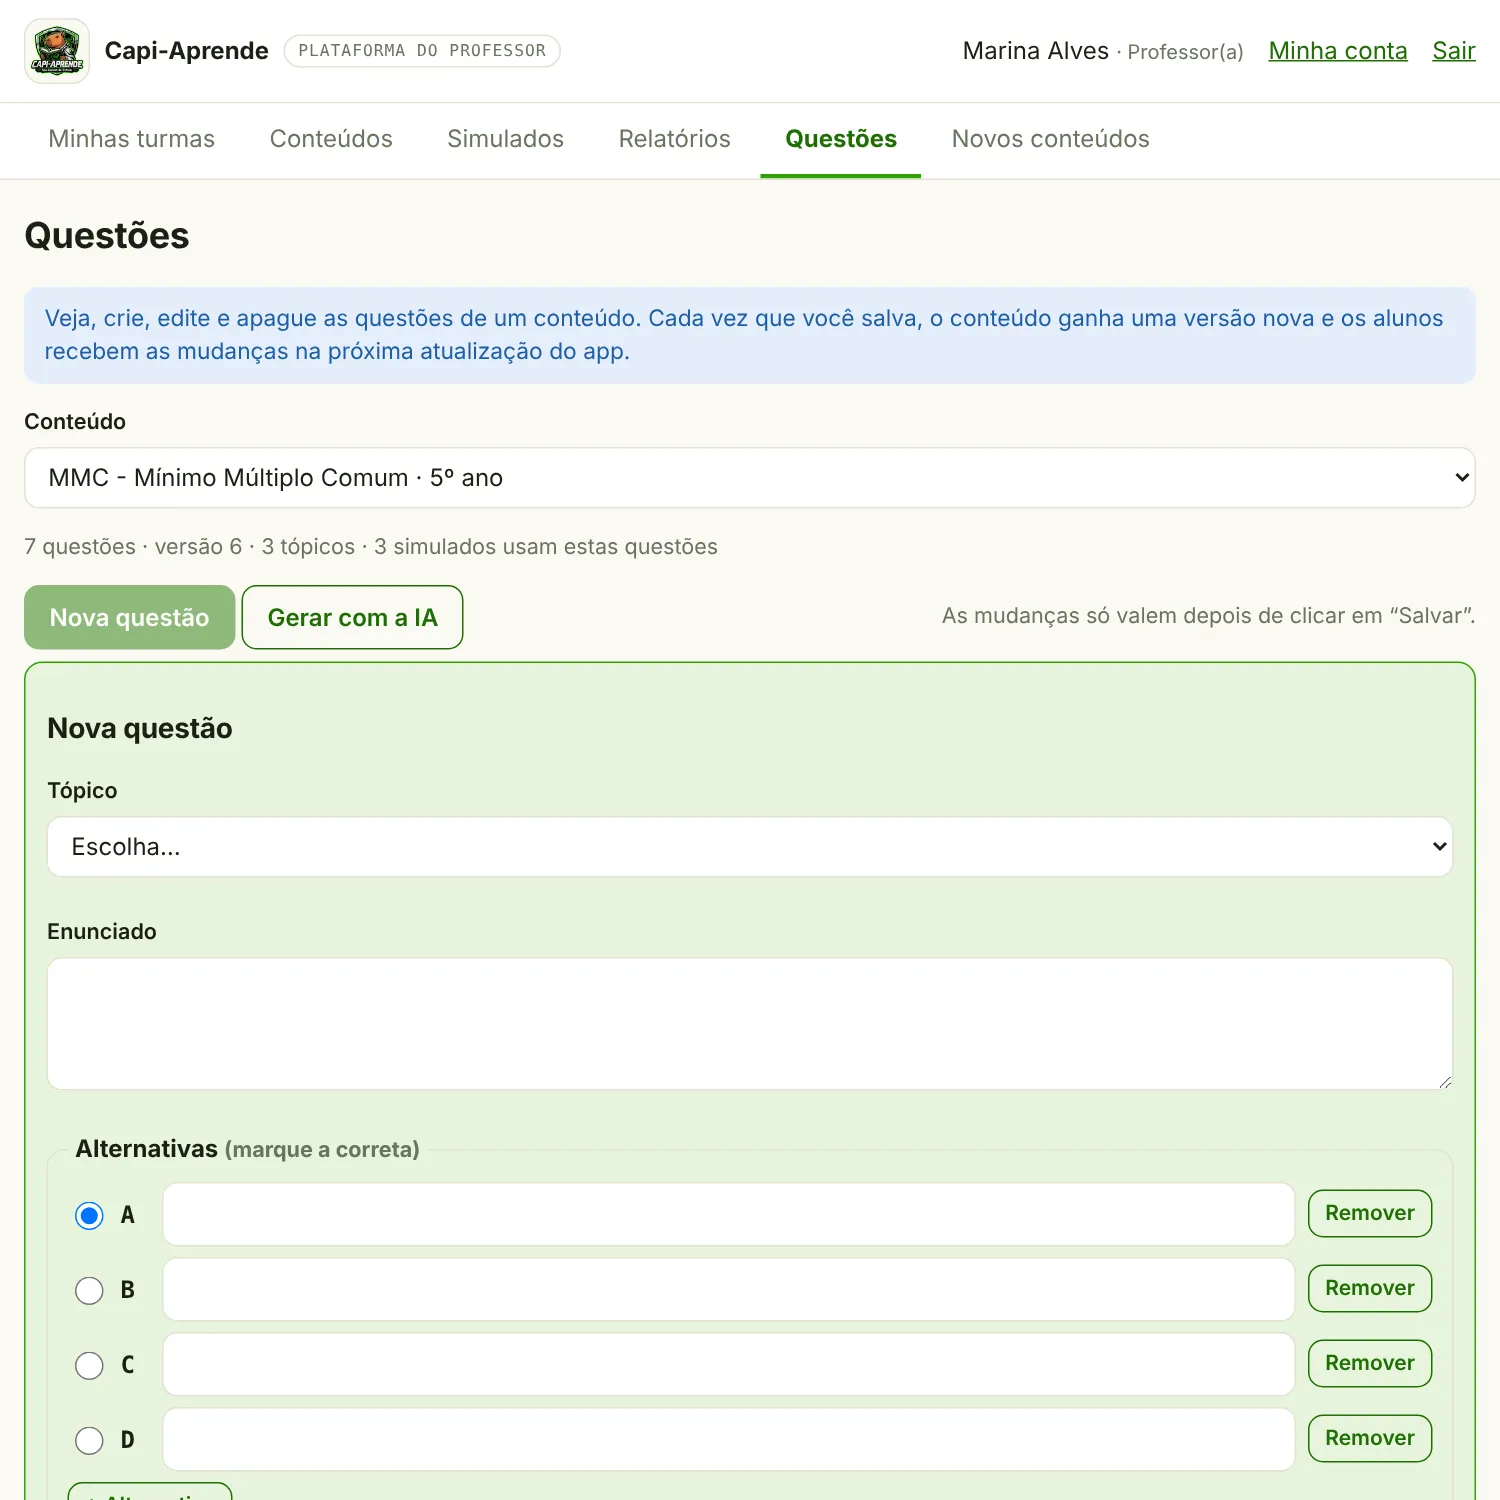 CAPI-APRENDE
Capi-Aprende
PLATAFORMA DO PROFESSOR
Marina Alves · Professor(a)
Minha conta
Sair
Minhas turmas
Conteúdos
Simulados
Relatórios
Questões
Novos conteúdos
Questões
Veja, crie, edite e apague as questões de um conteúdo. Cada vez que você salva, o conteúdo ganha uma versão nova e os alunos
recebem as mudanças na próxima atualização do app.
Conteúdo
MMC - Mínimo Múltiplo Comum · 5º ano
7 questões · versão 6 · 3 tópicos · 3 simulados usam estas questões
Nova questão
Gerar com a IA
As mudanças só valem depois de clicar em “Salvar”.
Nova questão
Tópico
Escolha...
Enunciado
Alternativas (marque a correta)
A
Remover
B
Remover
C
Remover
D
Remover